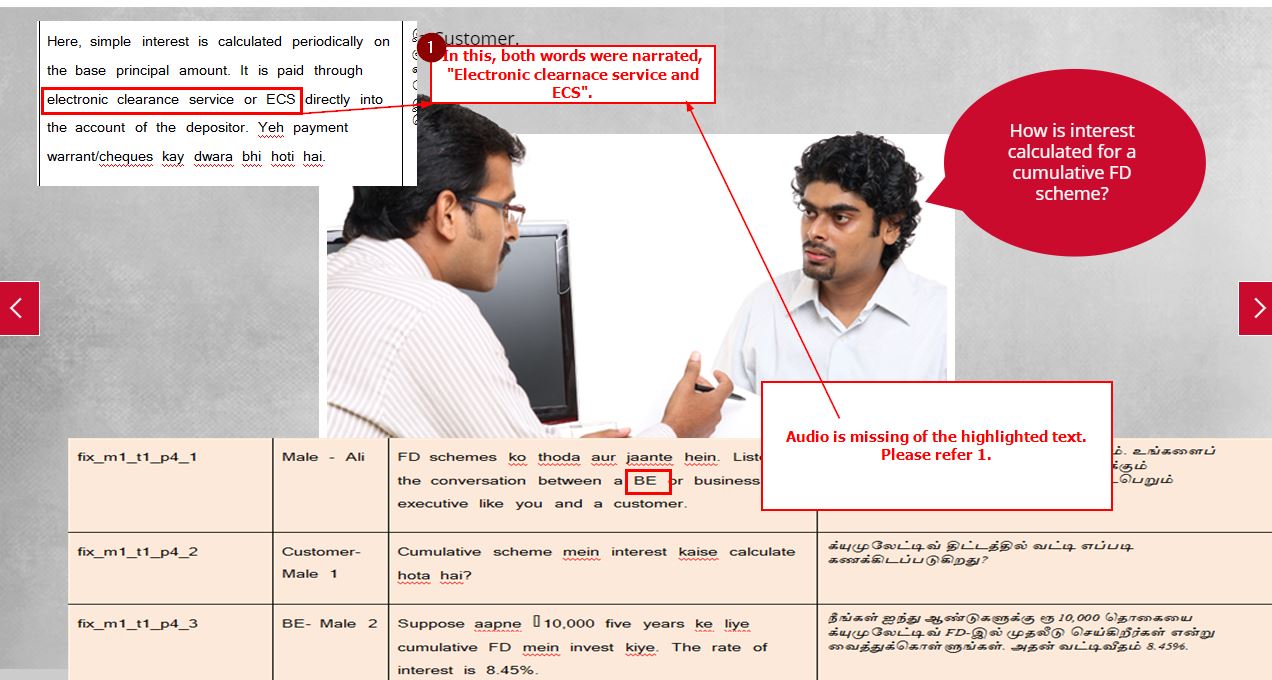 Here, simple interest is calculated periodically on
the base principal amount. It is paid through
electronic clearance service or ECS directly into
the account of the depositor. Yeh payment
warrant/cheques kay dwara bhi hoti hai.
Customer.
1
In this, both words were narrated,
"Electronic clearnace service and
ECS".
How is interest
calculated for a
cumulative FD
scheme?
Audio is missing of the highlighted text.
Please refer 1.
fix_m1_t1_p4_1
Male - Ali
FD schemes ko thoda aur jaante hein.
the conversation between a BE or business
executive like you and a customer.
உங்களைப்
fix_m1_t1_p4_2
Customer-
Male 1
Cumulative scheme mein interest kaise calculate
hota hai?
க்யுமுலேட்டிவ் திட்டத்தில் வட்டி எப்படி
கணக்கிடப்படுகிறது?
fix_m1_t1_p4_3
BE- Male 2
Suppose aapne 10,000 five years ke liye
cumulative FD mein invest kiye. The rate of
interest is 8.45%.
நீங்கள் ஐந்து ஆண்டுகளுக்கு ரூ 10,000 தொகையை
க்யுமுலேட்டிவ் FD-இல் முதலீடு செய்கிறீர்கள் என்று
வைத்துக்கொள்ளுங்கள். அதன் வட்டிவீதம் 8.45%.